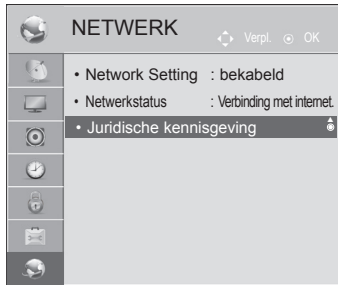 NETWERK
Verpl. OK
• Network Setting : bekabeld
• Netwerkstatus : Verbinding met internet.
• Juridische kennisgeving